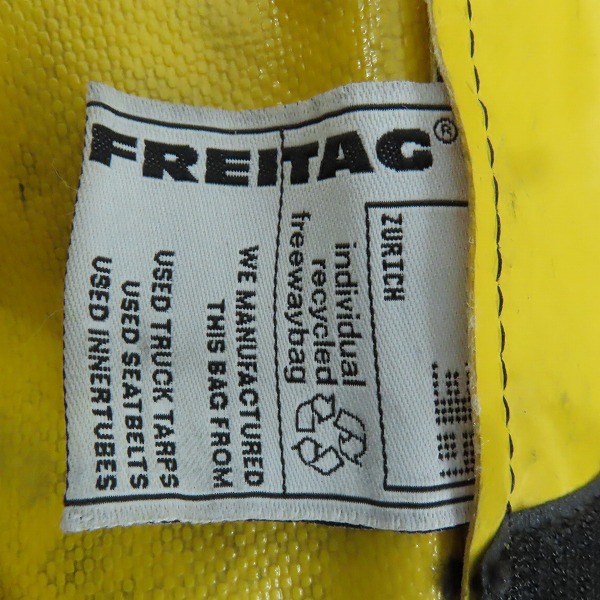 FREITAG®
ZURICH
individual
recycled
freewaybag
WE MANUFACTURED
THIS BAG FROM
USED TRUCK TARPS
USED SEATBELTS
USED INNERTUBES